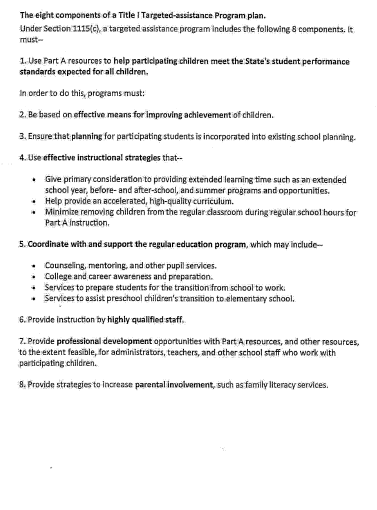 The eight components of a Title I Targeted-assistance Program plan.
Under Section 1115(c), a targeted assistance program includes the following 8 components. It
must--
1. Use Part A resources to help participating children meet the State's student performance
standards expected for all children.
In order to do this, programs must:
2. Be based on effective means for improving achievement of children.
3. Ensure that planning for participating students is incorporated into existing school planning.
4. Use effective instructional strategies that--
• Give primary consideration to providing extended learning time such as an extended
school year, before- and after-school, and summer programs and opportunities.
• Help provide an accelerated, high-quality curriculum.
• Minimize removing children from the regular classroom during regular school hours for
Part A instruction.
5. Coordinate with and support the regular education program, which may include--
• Counseling, mentoring, and other pupil services.
• College and career awareness and preparation.
• Services to prepare students for the transition from school to work.
• Services to assist preschool children's transition to elementary school.
6. Provide instruction by highly qualified staff.
7. Provide professional development opportunities with Part A resources, and other resources,
to the extent feasible, for administrators, teachers, and other school staff who work with
participating children.
8. Provide strategies to increase parental involvement, such as family literacy services.